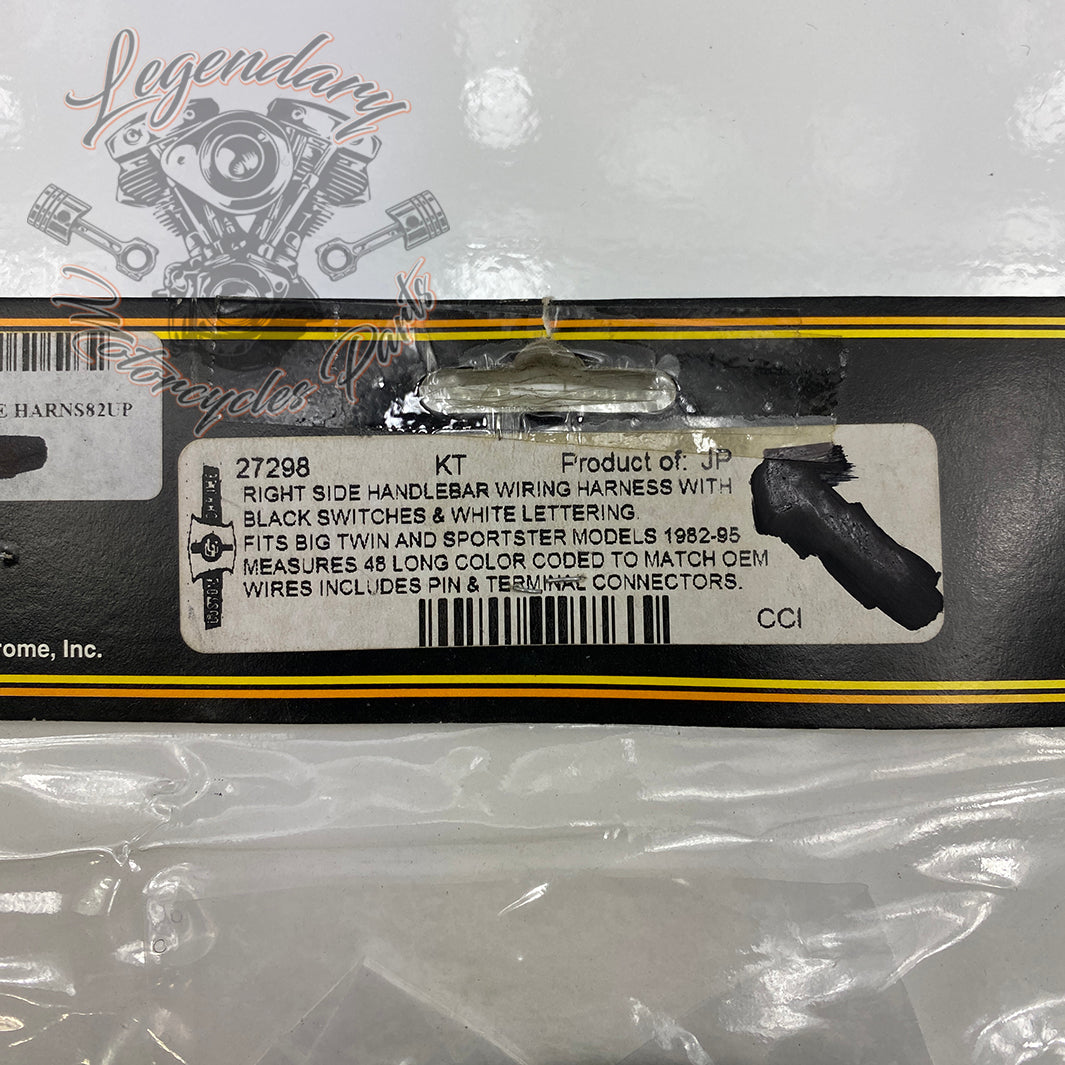 Legendary
Motorcycles Parts
E HARNS82UP
27298 KT Product of: JP
RIGHT SIDE HANDLEBAR WIRING HARNESS WITH
BLACK SWITCHES & WHITE LETTERING.
FITS BIG TWIN AND SPORTSTER MODELS 1982-95
MEASURES 48 LONG COLOR CODED TO MATCH OEM
WIRES INCLUDES PIN & TERMINAL CONNECTORS.
CCI
rome, Inc.